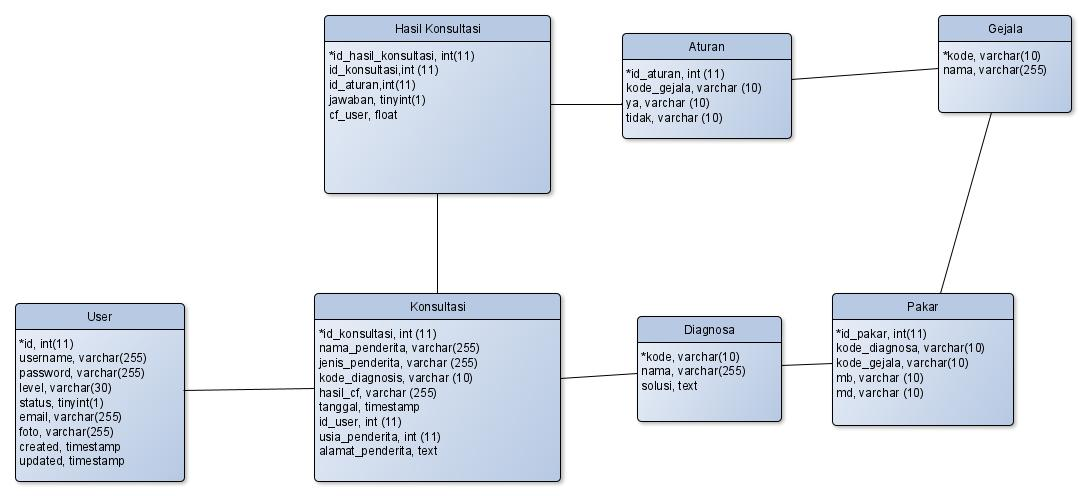 Hasil Konsultasi
*id_hasil_konsultasi, int(11)
id_konsultasi,int (11)
id_aturan,int(11)
jawaban, tinyint(1)
cf_user, float
Aturan
*id_aturan, int (11)
kode_gejala, varchar (10)
ya, varchar (10)
tidak, varchar (10)
Gejala
*kode, varchar(10)
nama, varchar(255)
User
*id, int(11)
username, varchar(255)
password, varchar(255)
level, varchar(30)
status, tinyint(1)
email, varchar(255)
foto, varchar(255)
created, timestamp
updated, timestamp
Konsultasi
*id_konsultasi, int (11)
nama_penderita, varchar(255)
jenis_penderita, varchar (255)
kode_diagnosis, varchar (10)
hasil_cf, varchar (255)
tanggal, timestamp
id_user, int (11)
usia_penderita, int (11)
alamat_penderita, text
Diagnosa
*kode, varchar(10)
nama, varchar(255)
solusi, text
Pakar
*id_pakar, int(11)
kode_diagnosa, varchar(10)
kode_gejala, varchar(10)
mb, varchar (10)
md, varchar (10)